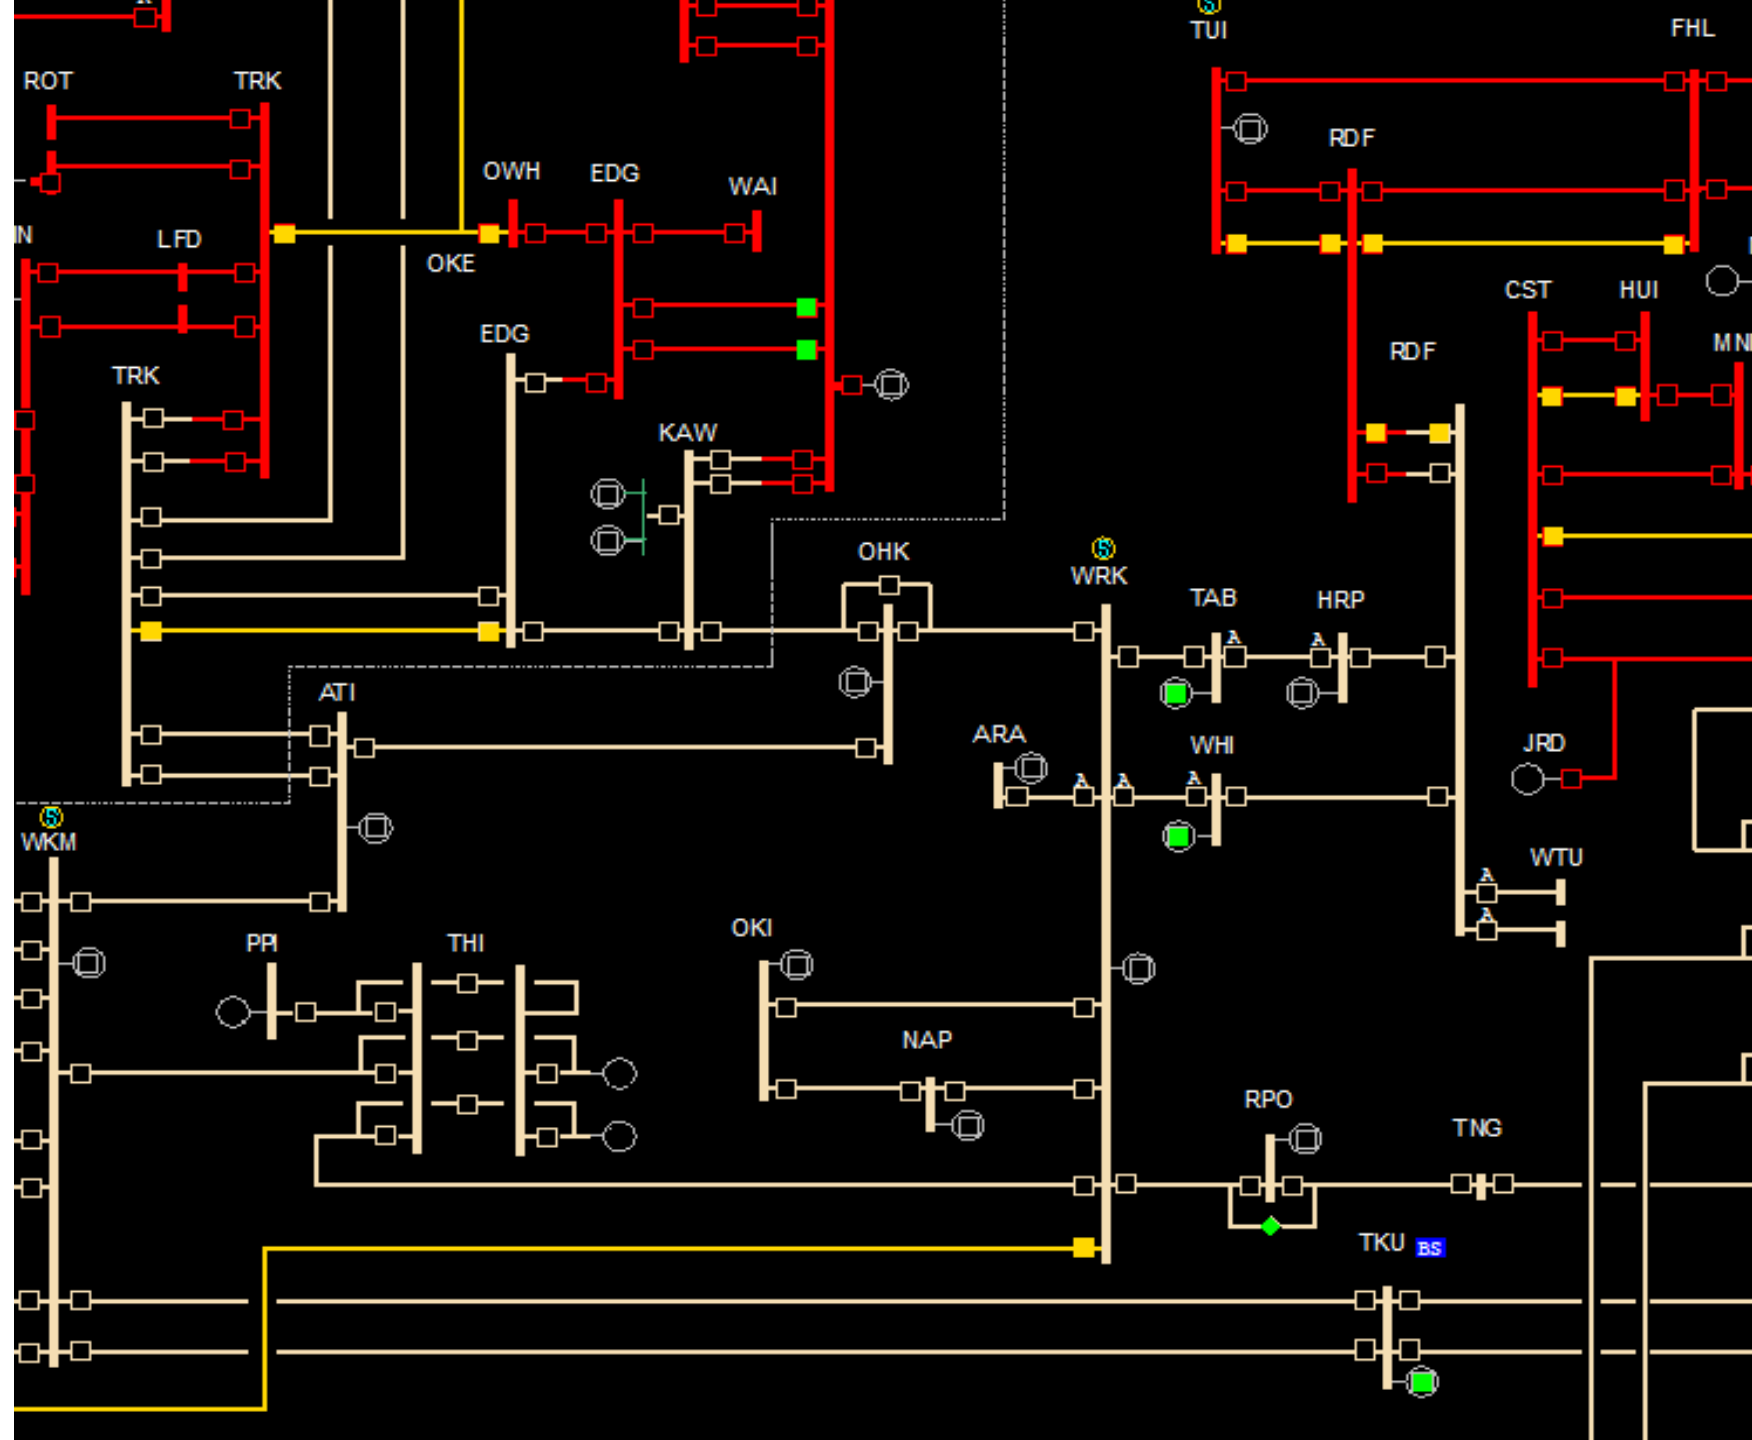 TUI
FHL
ROT
TRK
RDF
OWH
EDG
WAI
LFD
OKE
CST
HUI
EDG
RDF
TRK
KAW
OHK
WRK
TAB
HRP
A
A
ATI
ARA
WHI
JRD
A
A
A
WKM
WTU
A
A
PPI
THI
OKI
NAP
RPO
TNG
TKU
BS